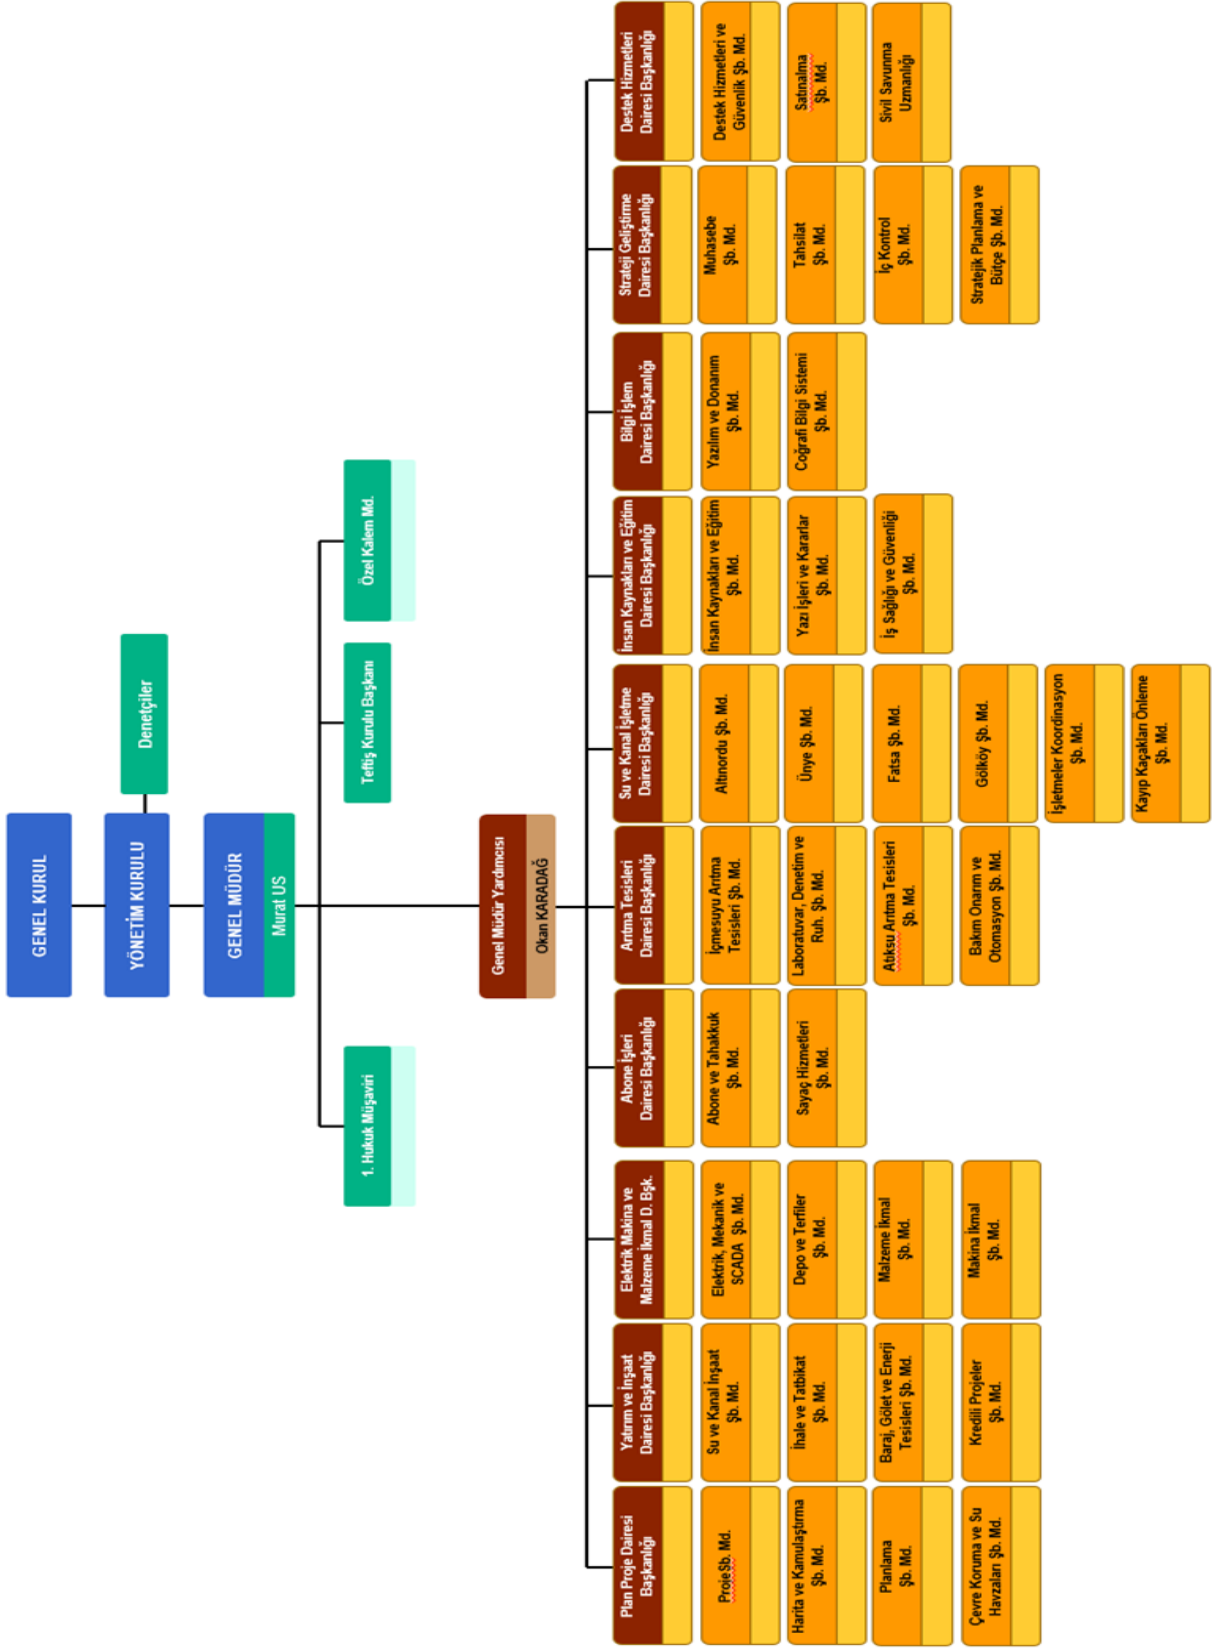 GENEL KURUL
YÖNETİM KURULU
Denetçiler
GENEL MÜDÜR
Murat US
1. Hukuk Müşaviri
Teftiş Kurulu Başkanı
Özel Kalem Md.
Genel Müdür Yardımcısı
Okan KARADAĞ
Plan Proje Dairesi
Başkanlığı
ProjeŞb. Md.
Harita ve Kamulaştırma
Şb. Md.
Planlama
Şb. Md.
Çevre Koruma ve Su
Havzaları Şb. Md.
Yatırım ve İnşaat
Dairesi Başkanlığı
Su ve Kanal İnşaat
Şb. Md.
İhale ve Tatbikat
Şb. Md.
Baraj, Gölet ve Enerji
Tesisleri Şb. Md.
Kredili Projeler
Şb. Md.
Elektrik Makina ve
Malzeme İkmal D. Bşk.
Elektrik, Mekanik ve
SCADA Şb. Md.
Depo ve Terfiler
Şb. Md.
Malzeme İkmal
Şb. Md.
Makina İkmal
Şb. Md.
Abone İşleri
Dairesi Başkanlığı
Abone ve Tahakkuk
Şb. Md.
Sayaç Hizmetleri
Şb. Md.
Arıtma Tesisleri
Dairesi Başkanlığı
İçmesuyu Arıtma
Tesisleri Şb. Md.
Laboratuvar, Denetim ve
Ruh. Şb. Md.
Atıksu Arıtma Tesisleri
Şb. Md.
Bakım Onarım ve
Otomasyon Şb. Md.
Su ve Kanal İşletme
Dairesi Başkanlığı
Altınordu Şb. Md.
Ünye Şb. Md.
Fatsa Şb. Md.
Gölköy Şb. Md.
İşletmeler Koordinasyon
Şb. Md.
Kayıp Kaçakları Önleme
Şb. Md.
İnsan Kaynakları ve Eğitim
Dairesi Başkanlığı
İnsan Kaynakları ve Eğitim
Şb. Md.
Yazı İşleri ve Kararlar
Şb. Md.
İş Sağlığı ve Güvenliği
Şb. Md.
Bilgi İşlem
Dairesi Başkanlığı
Yazılım ve Donanım
Şb. Md.
Coğrafi Bilgi Sistemi
Şb. Md.
Strateji Geliştirme
Dairesi Başkanlığı
Muhasebe
Şb. Md.
Tahsilat
Şb. Md.
İç Kontrol
Şb. Md.
Stratejik Planlama ve
Bütçe Şb. Md.
Destek Hizmetleri
Dairesi Başkanlığı
Destek Hizmetleri ve
Güvenlik Şb. Md.
Satınalma
Şb. Md.
Sivil Savunma
Uzmanlığı